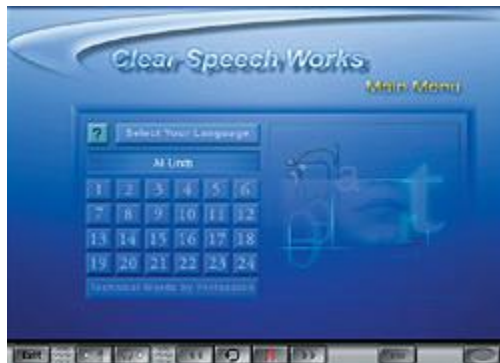 Clear Speech Works
Main Menu
? Select Your Language
All Units
1 2 3 4 5 6
7 8 9 10 11 12
13 14 15 16 17 18
19 20 21 22 23 24
Technical Words by Profession
a
t
Exit